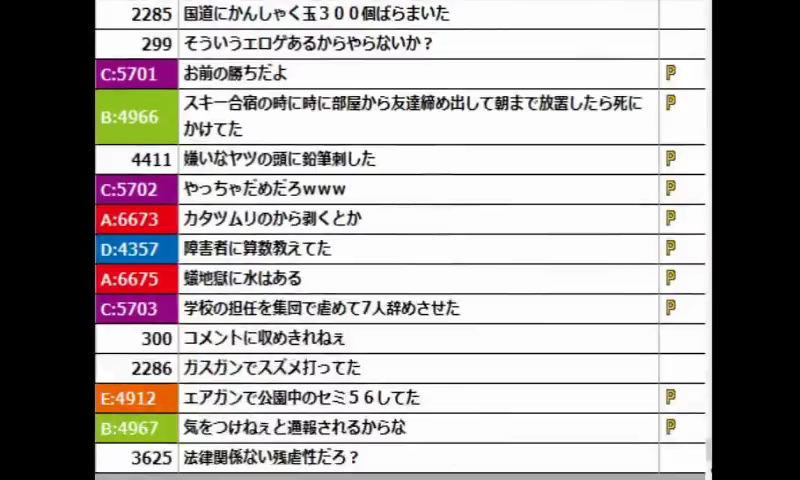 2285 国道にかんしゃく玉３００個ばらまいた
299 そういうエロゲあるからやらないか？
C:5701 お前の勝ちだよ P
B:4966 スキー合宿の時に時に部屋から友達締め出して朝まで放置したら死に P
かけてた
4411 嫌いなヤツの頭に鉛筆刺した P
C:5702 やっちゃだめだろwww P
A:6673 カタツムリのから剥くとか P
D:4357 障害者に算数教えてた P
A:6675 蟻地獄に水はある P
C:5703 学校の担任を集団で虐めて7人辞めさせた P
300 コメントに収めきれねぇ
2286 ガスガンでスズメ打ってた
E:4912 エアガンで公園中のセミ５６してた P
B:4967 気をつけねぇと通報されるからな P
3625 法律関係ない残虐性だろ？